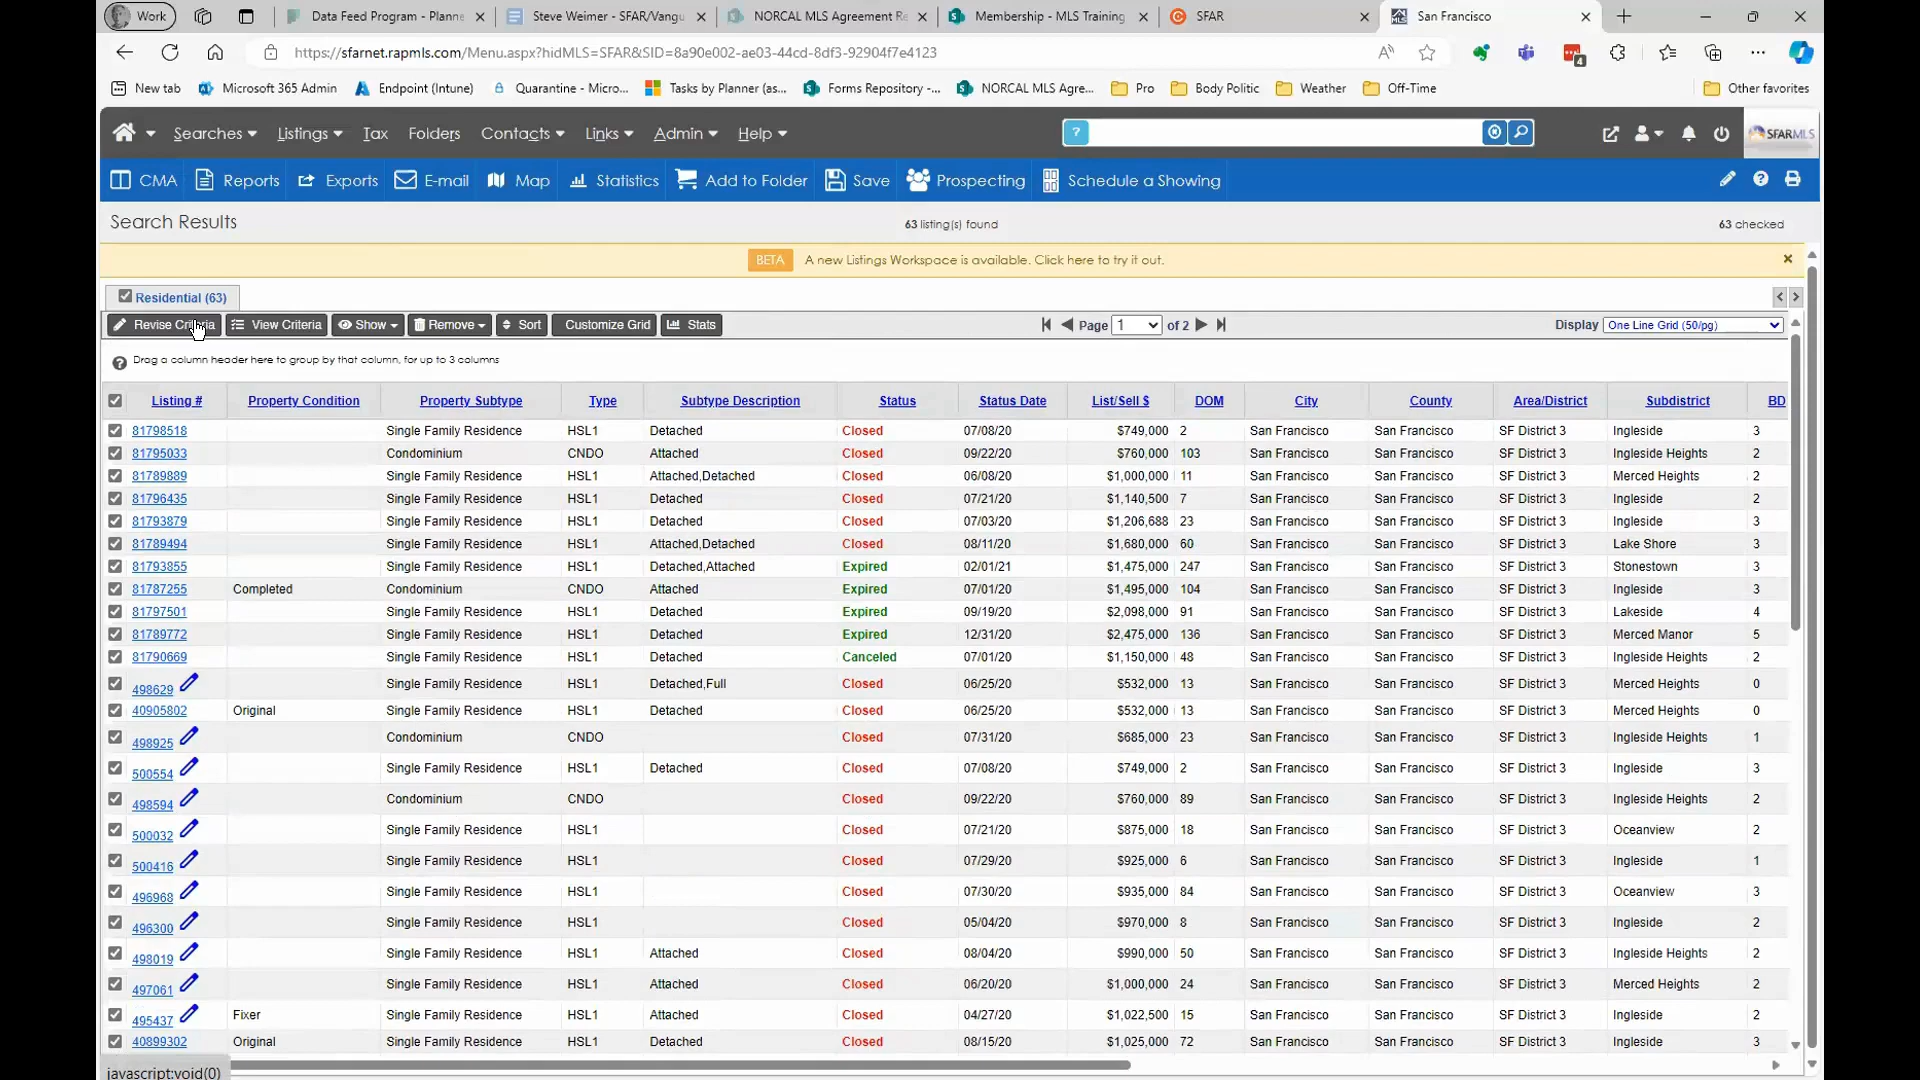 Work Data Feed Program - Planne Steve Weimer - SFAR/Vangu NORCAL MLS Agreement Re Membership - MLS Training SFAR San Francisco
https://sfarnet.rapmls.com/Menu.aspx?hidMLS=SFAR&SID=8a90e002-ae03-44cd-8df3-92904f7e4123 4
New tab Microsoft 365 Admin Endpoint (Intune) Quarantine - Micro... Tasks by Planner (as... Forms Repository -... NORCAL MLS Agre... Pro Body Politic Weather Off-Time Other favorites
Searches Listings Tax Folders Contacts Links Admin Help ? SFARMLS
CMA Reports Exports E-mail Map Statistics Add to Folder Save Prospecting Schedule a Showing
Search Results 63 listing(s) found 63 checked
BETA A new Listings Workspace is available. Click here to try it out.
Residential (63)
Revise Criteria View Criteria Show Remove Sort Customize Grid Stats Page 1 of 2 Display One Line Grid (50/pg)
Drag a column header here to group by that column, for up to 3 columns
Listing # Property Condition Property Subtype Type Subtype Description Status Status Date List/Sell $ DOM City County Area/District Subdistrict BD
81798518 Single Family Residence HSL1 Detached Closed 07/08/20 $749,000 2 San Francisco San Francisco SF District 3 Ingleside 3
81795033 Condominium CNDO Attached Closed 09/22/20 $760,000 103 San Francisco San Francisco SF District 3 Ingleside Heights 2
81789889 Single Family Residence HSL1 Attached,Detached Closed 06/08/20 $1,000,000 11 San Francisco San Francisco SF District 3 Merced Heights 2
81796435 Single Family Residence HSL1 Detached Closed 07/21/20 $1,140,500 7 San Francisco San Francisco SF District 3 Ingleside 2
81793879 Single Family Residence HSL1 Detached Closed 07/03/20 $1,206,688 23 San Francisco San Francisco SF District 3 Ingleside 3
81789494 Single Family Residence HSL1 Attached,Detached Closed 08/11/20 $1,680,000 60 San Francisco San Francisco SF District 3 Lake Shore 3
81793855 Single Family Residence HSL1 Detached,Attached Expired 02/01/21 $1,475,000 247 San Francisco San Francisco SF District 3 Stonestown 3
81787255 Completed Condominium CNDO Attached Expired 07/01/20 $1,495,000 104 San Francisco San Francisco SF District 3 Ingleside 3
81797501 Single Family Residence HSL1 Detached Expired 09/19/20 $2,098,000 91 San Francisco San Francisco SF District 3 Lakeside 4
81789772 Single Family Residence HSL1 Detached Expired 12/31/20 $2,475,000 136 San Francisco San Francisco SF District 3 Merced Manor 5
81790669 Single Family Residence HSL1 Detached Canceled 07/01/20 $1,150,000 48 San Francisco San Francisco SF District 3 Ingleside Heights 2
498629 Single Family Residence HSL1 Detached,Full Closed 06/25/20 $532,000 13 San Francisco San Francisco SF District 3 Merced Heights 0
40905802 Original Single Family Residence HSL1 Detached Closed 06/25/20 $532,000 13 San Francisco San Francisco SF District 3 Merced Heights 0
498925 Condominium CNDO Closed 07/31/20 $685,000 23 San Francisco San Francisco SF District 3 Ingleside Heights 1
500554 Single Family Residence HSL1 Detached Closed 07/08/20 $749,000 2 San Francisco San Francisco SF District 3 Ingleside 3
498594 Condominium CNDO Closed 09/22/20 $760,000 89 San Francisco San Francisco SF District 3 Ingleside Heights 2
500032 Single Family Residence HSL1 Closed 07/21/20 $875,000 18 San Francisco San Francisco SF District 3 Oceanview 2
500416 Single Family Residence HSL1 Closed 07/29/20 $925,000 6 San Francisco San Francisco SF District 3 Ingleside 1
496968 Single Family Residence HSL1 Closed 07/30/20 $935,000 84 San Francisco San Francisco SF District 3 Oceanview 3
496300 Single Family Residence HSL1 Closed 05/04/20 $970,000 8 San Francisco San Francisco SF District 3 Ingleside 2
498019 Single Family Residence HSL1 Attached Closed 08/04/20 $990,000 50 San Francisco San Francisco SF District 3 Ingleside Heights 2
497061 Single Family Residence HSL1 Attached Closed 06/20/20 $1,000,000 24 San Francisco San Francisco SF District 3 Merced Heights 2
495437 Fixer Single Family Residence HSL1 Attached Closed 04/27/20 $1,022,500 15 San Francisco San Francisco SF District 3 Ingleside 2
40899302 Original Single Family Residence HSL1 Detached Closed 08/15/20 $1,025,000 72 San Francisco San Francisco SF District 3 Ingleside 3
javascript:void(0)